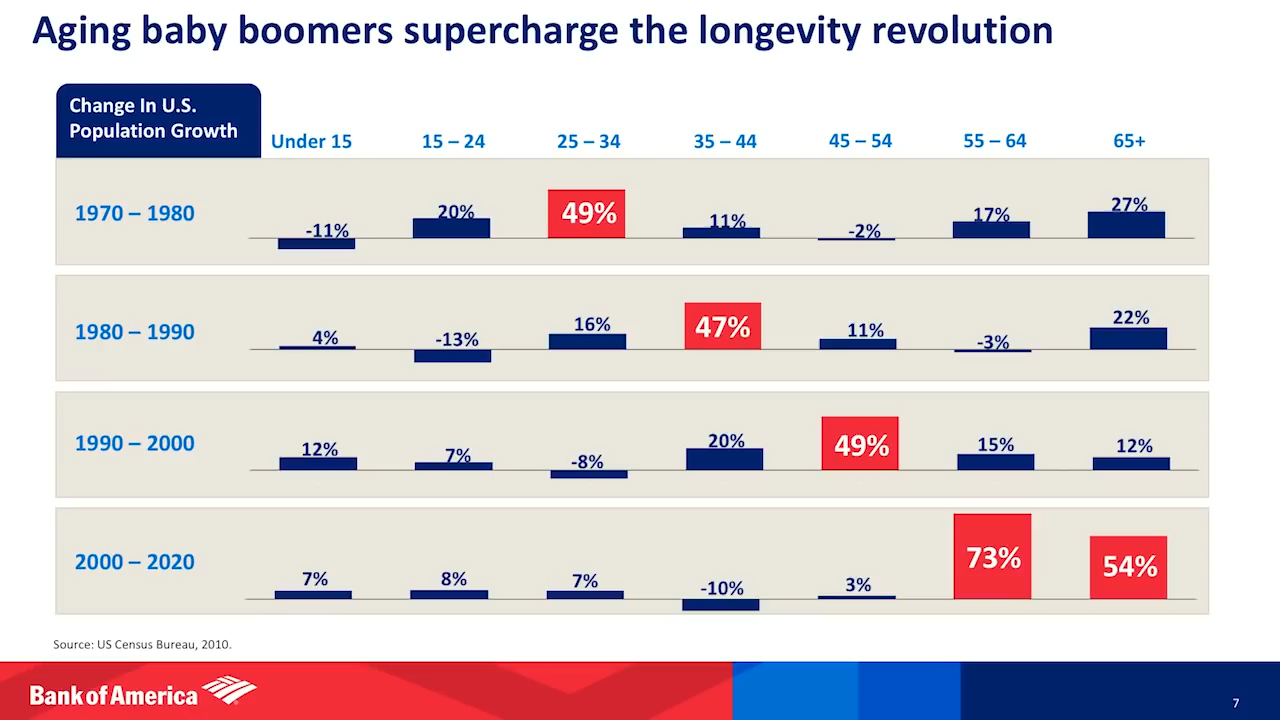 Aging baby boomers supercharge the longevity revolution
Change In U.S.
Population Growth
Under 15 15 – 24 25 – 34 35 – 44 45 – 54 55 – 64 65+
1970 – 1980 -11% 20% 49% 11% -2% 17% 27%
1980 – 1990 4% -13% 16% 47% 11% -3% 22%
1990 – 2000 12% 7% -8% 20% 49% 15% 12%
2000 – 2020 7% 8% 7% -10% 3% 73% 54%
Source: US Census Bureau, 2010.
Bank of America
7